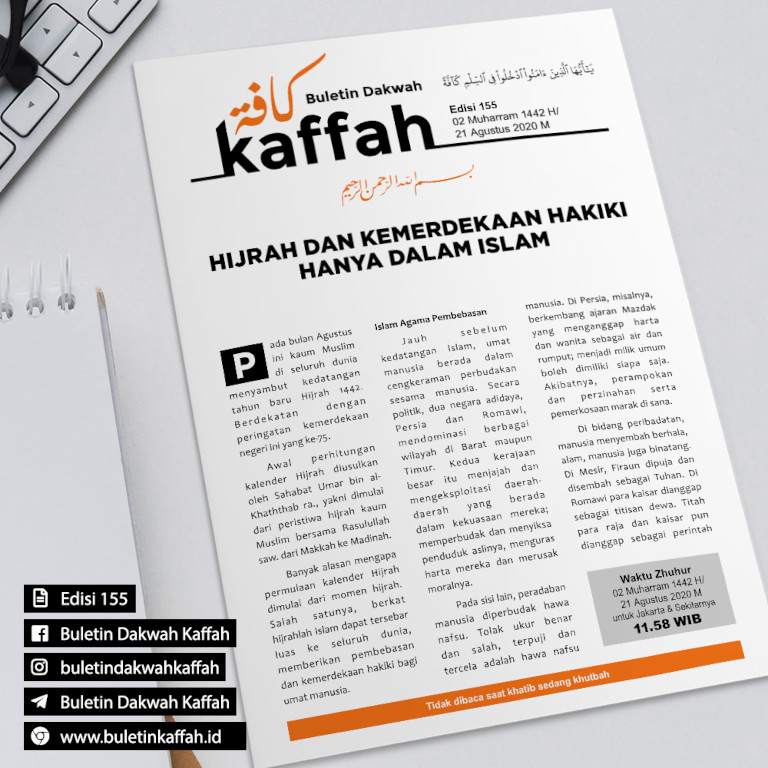 كافة
Buletin Dakwah
kaffah
يَٰٓأَيُّهَا ٱلَّذِينَ ءَامَنُوا۟ ٱدْخُلُوا۟ فِى ٱلسِّلْمِ كَآفَّةً
Edisi 155
02 Muharram 1442 H/
21 Agustus 2020 M
بسم الله الرحمن الرحيم
HIJRAH DAN KEMERDEKAAN HAKIKI
HANYA DALAM ISLAM
Pada bulan Agustus
ini kaum Muslim
di seluruh dunia
menyambut kedatangan
tahun baru Hijrah 1442.
Berdekatan dengan
peringatan kemerdekaan
negeri ini yang ke-75.
Awal perhitungan
kalender Hijrah diusulkan
oleh Sahabat Umar bin al-
Khaththab ra., yakni dimulai
dari peristiwa hijrah kaum
Muslim bersama Rasulullah
saw. dari Makkah ke Madinah.
Banyak alasan mengapa
permulaan kalender Hijrah
dimulai dari momen hijrah.
Salah satunya, berkat
hijrahlah islam dapat tersebar
luas ke seluruh dunia,
memberikan pembebasan
dan kemerdekaan hakiki bagi
umat manusia.
Islam Agama Pembebasan
Jauh sebelum
kedatangan Islam, umat
manusia berada dalam
cengkeraman perbudakan
sesama manusia. Secara
politik, dua negara adidaya,
Persia dan Romawi,
mendominasi berbagai
wilayah di Barat maupun
Timur. Kedua kerajaan
besar itu menjajah dan
mengeksploitasi daerah-
daerah yang berada
dalam kekuasaan mereka;
memperbudak dan menyiksa
penduduk aslinya, menguras
harta mereka dan merusak
moralnya.
Pada sisi lain, peradaban
manusia diperbudak hawa
nafsu. Tolak ukur benar
dan salah, terpuji dan
tercela adalah hawa nafsu
manusia. Di Persia, misalnya,
berkembang ajaran Mazdak
yang menganggap harta
dan wanita sebagai air dan
rumput; menjadi milik umum
boleh dimiliki siapa saja.
Akibatnya, perampokan
dan perzinahan serta
pemerkosaan marak di sana.
Di bidang peribadatan,
manusia menyembah berhala,
alam, manusia juga binatang.
Di Mesir, Firaun dipuja dan
disembah sebagai Tuhan. Di
Romawi para kaisar dianggap
sebagai titisan dewa. Titah
para raja dan kaisar pun
dianggap sebagai perintah
Waktu Zhuhur
02 Muharram 1442 H/
21 Agustus 2020 M
untuk Jakarta & Sekitarnya
11.58 WIB
Tidak dibaca saat khatib sedang khutbah
Edisi 155
Buletin Dakwah Kaffah
buletindakwahkaffah
Buletin Dakwah Kaffah
www.buletinkaffah.id